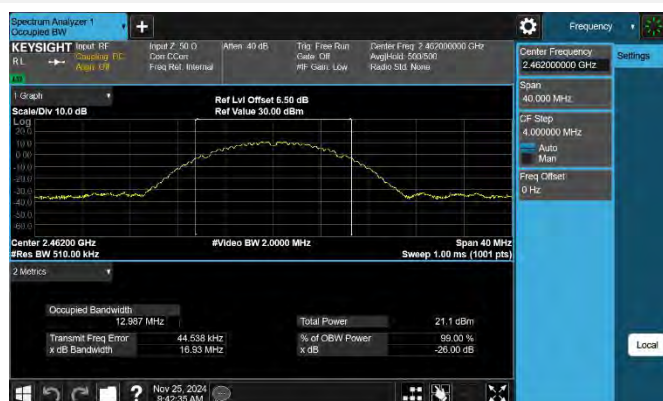 Spectrum Analyzer 1
Occupied BW
+
Frequency
KEYSIGHT Input: RF
RL
Coupling: DC
Align: Off
Input Z: 50 Ω
Corr CCorr
Freq Ref: Internal
Atten: 40 dB
Trig: Free Run
Gate: Off
#IF Gain: Low
Center Freq: 2.462000000 GHz
Avg|Hold: 500/500
Radio Std: None
Center Frequency
2.462000000 GHz
Settings
Span
40.000 MHz
CF Step
4.000000 MHz
Auto
Man
Freq Offset
0 Hz
Local
1 Graph
Scale/Div 10.0 dB
Ref Lvl Offset 6.50 dB
Ref Value 30.00 dBm
Log
20.0
10.0
0.00
-10.0
-20.0
-30.0
-40.0
-50.0
-60.0
Center 2.46200 GHz
#Res BW 510.00 kHz
#Video BW 2.0000 MHz
Span 40 MHz
Sweep 1.00 ms (1001 pts)
2 Metrics
Occupied Bandwidth
12.987 MHz
Total Power 21.1 dBm
Transmit Freq Error 44.538 kHz
% of OBW Power 99.00 %
x dB Bandwidth 16.93 MHz
x dB -26.00 dB
?
Nov 25, 2024
9:42:35 AM